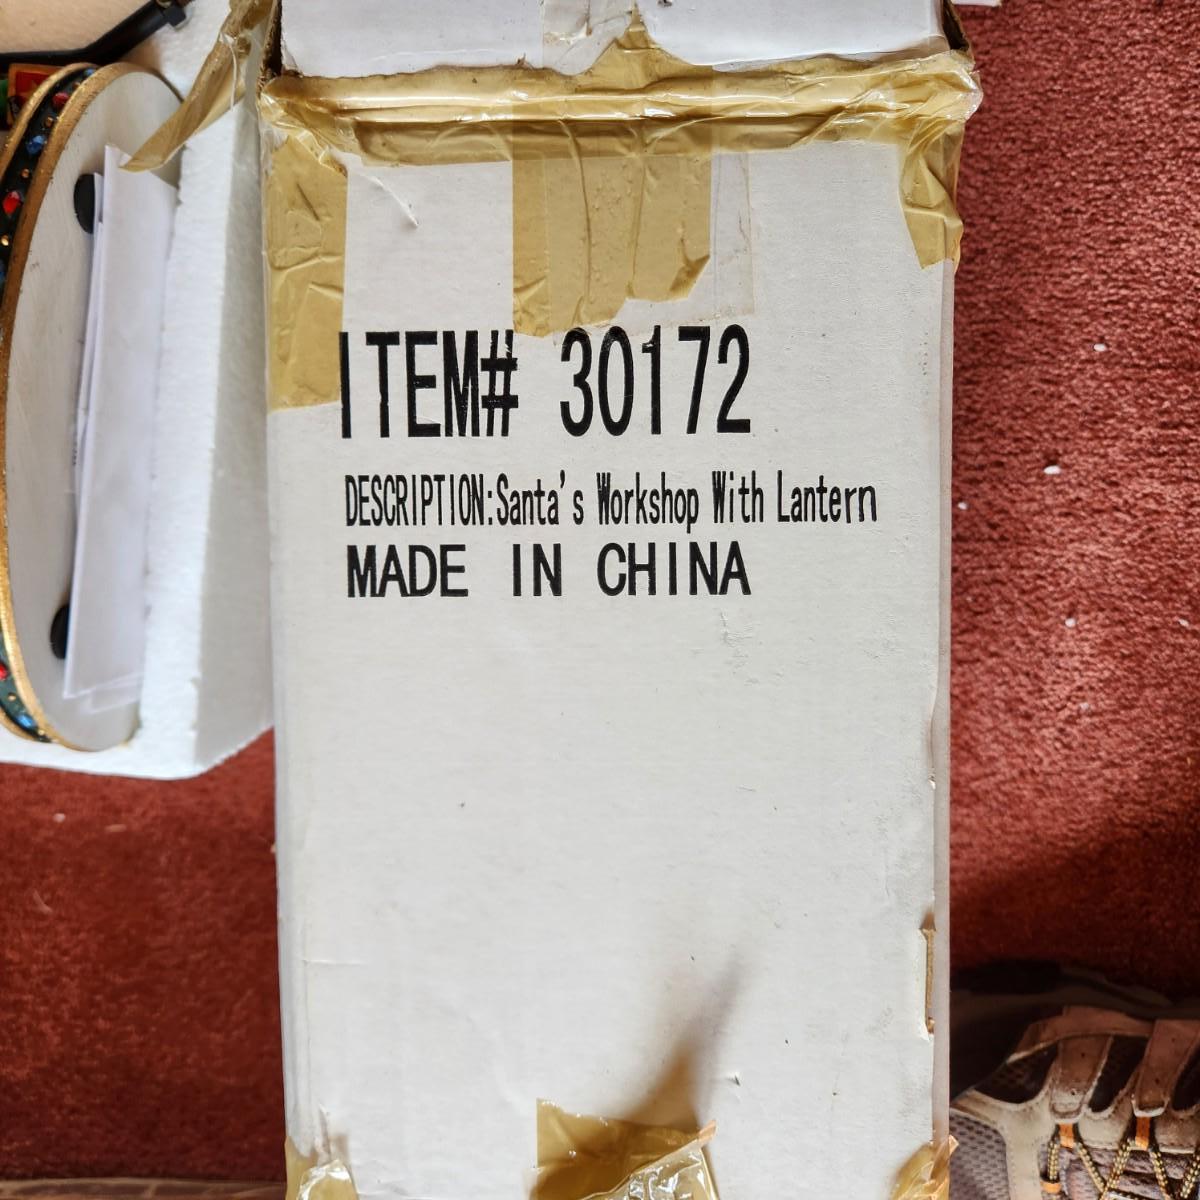 ITEM# 30172
DESCRIPTION:Santa's Workshop With Lantern
MADE IN CHINA